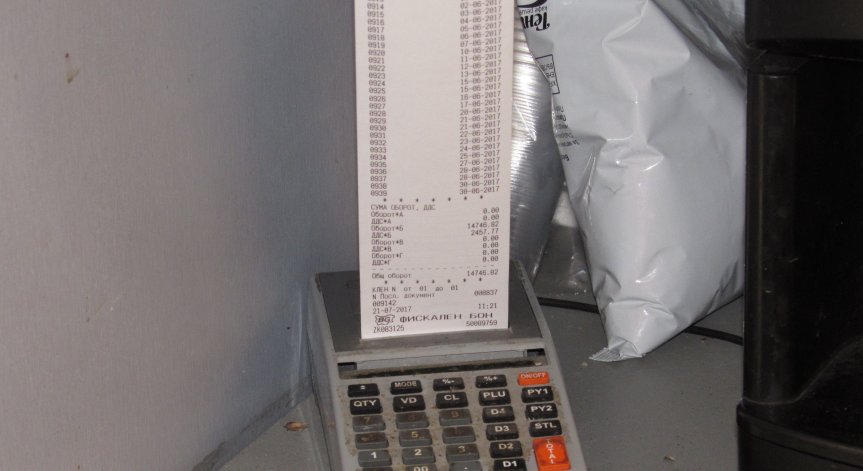 0914 02-06-2017
0915 03-06-2017
0916 04-06-2017
0917 05-06-2017
0918 06-06-2017
0919 07-06-2017
0920 10-06-2017
0921 11-06-2017
0922 12-06-2017
0923 13-06-2017
0924 15-06-2017
0925 15-06-2017
0926 16-06-2017
0927 17-06-2017
0928 20-06-2017
0929 21-06-2017
0930 21-06-2017
0931 22-06-2017
0932 23-06-2017
0933 24-06-2017
0934 25-06-2017
0935 27-06-2017
0936 28-06-2017
0937 28-06-2017
0938 30-06-2017
0939 30-06-2017
* * * * * * *
СУМА ОБОРОТ, ДДС
Оборот*А 0.00
ДДС*А 0.00
Оборот*Б 14746.82
ДДС*Б 2457.77
Оборот*В 0.00
ДДС*В 0.00
Оборот*Г 0.00
ДДС*Г 0.00
Общ оборот 14746.82
* * * * * * *
КЛЕН N от 01 до 01
N Посл. документ 000837
009142
21-07-2017 11:21
BG ФИСКАЛЕН БОН
ZK083125 50009759
MODE %- %+ ON/OFF
QTY VD CL PLU PY1
D4 PY2
D3 STL
1 2 3 D2 TOTAL
00 . D1